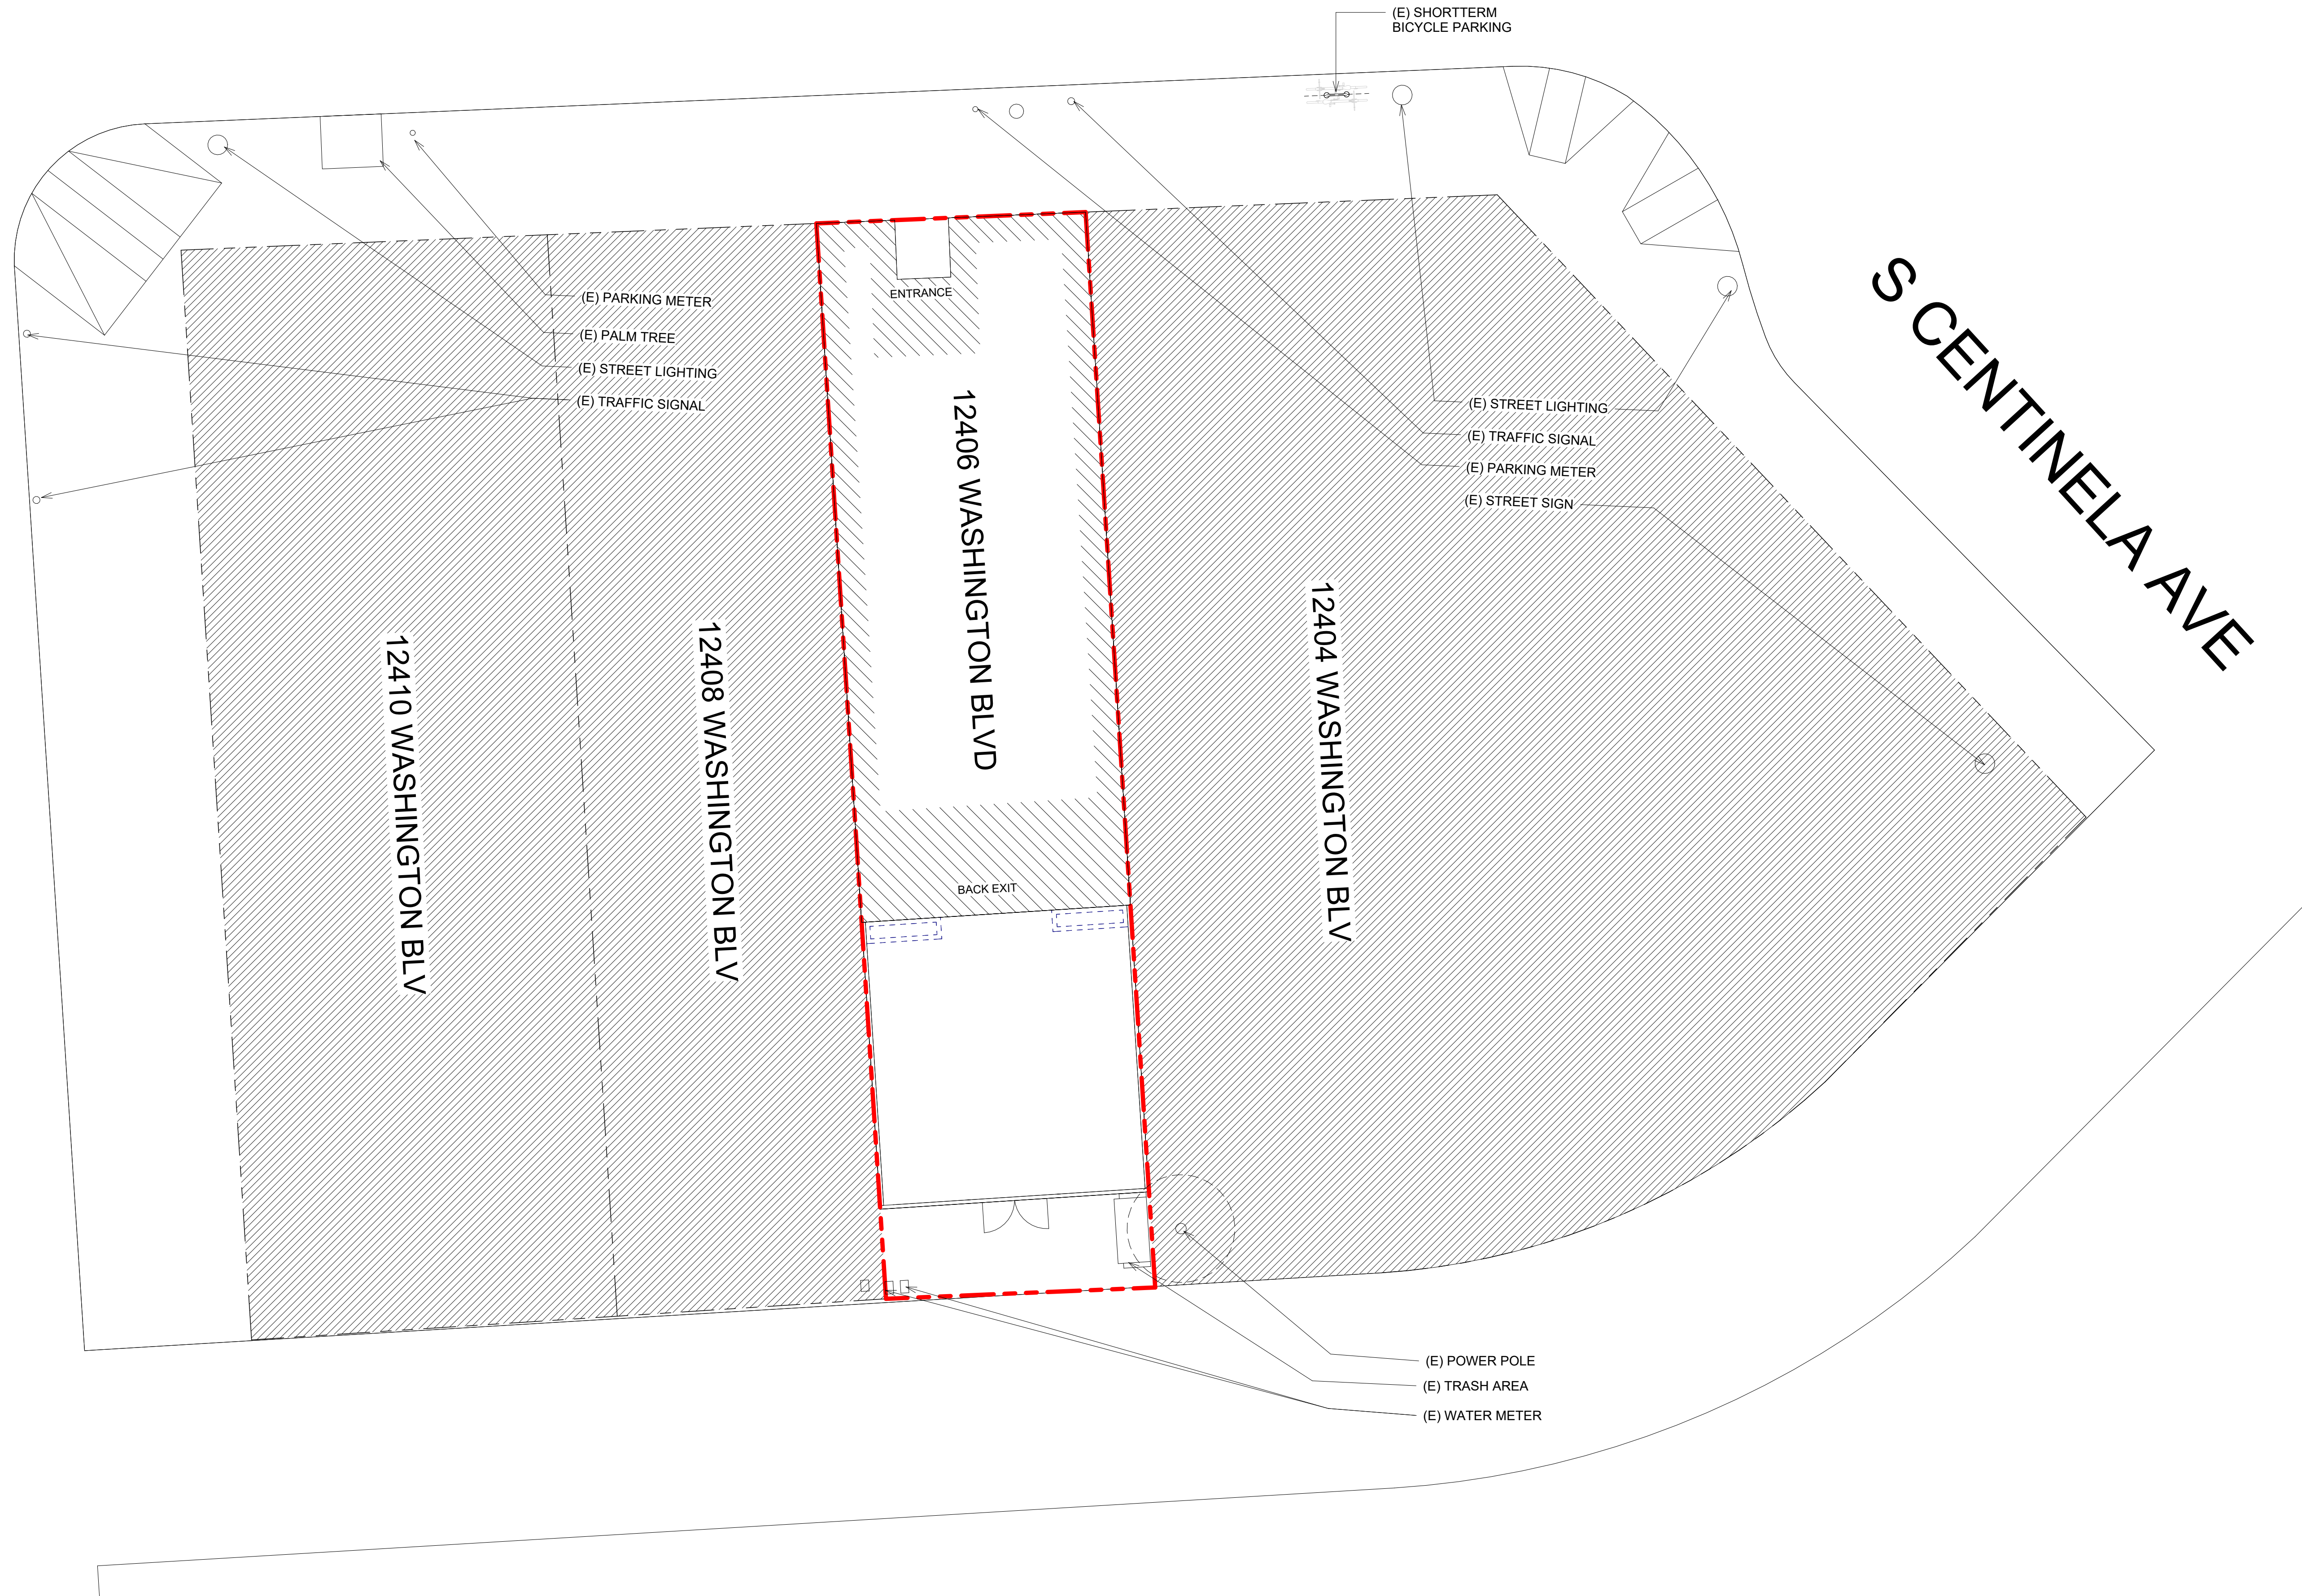 (E) SHORTTERM
BICYCLE PARKING
S CENTINELA AVE
(E) PARKING METER
(E) PALM TREE
(E) STREET LIGHTING
(E) TRAFFIC SIGNAL
ENTRANCE
(E) STREET LIGHTING
(E) TRAFFIC SIGNAL
(E) PARKING METER
(E) STREET SIGN
12410 WASHINGTON BLV
12408 WASHINGTON BLV
12406 WASHINGTON BLVD
12404 WASHINGTON BLV
BACK EXIT
(E) POWER POLE
(E) TRASH AREA
(E) WATER METER